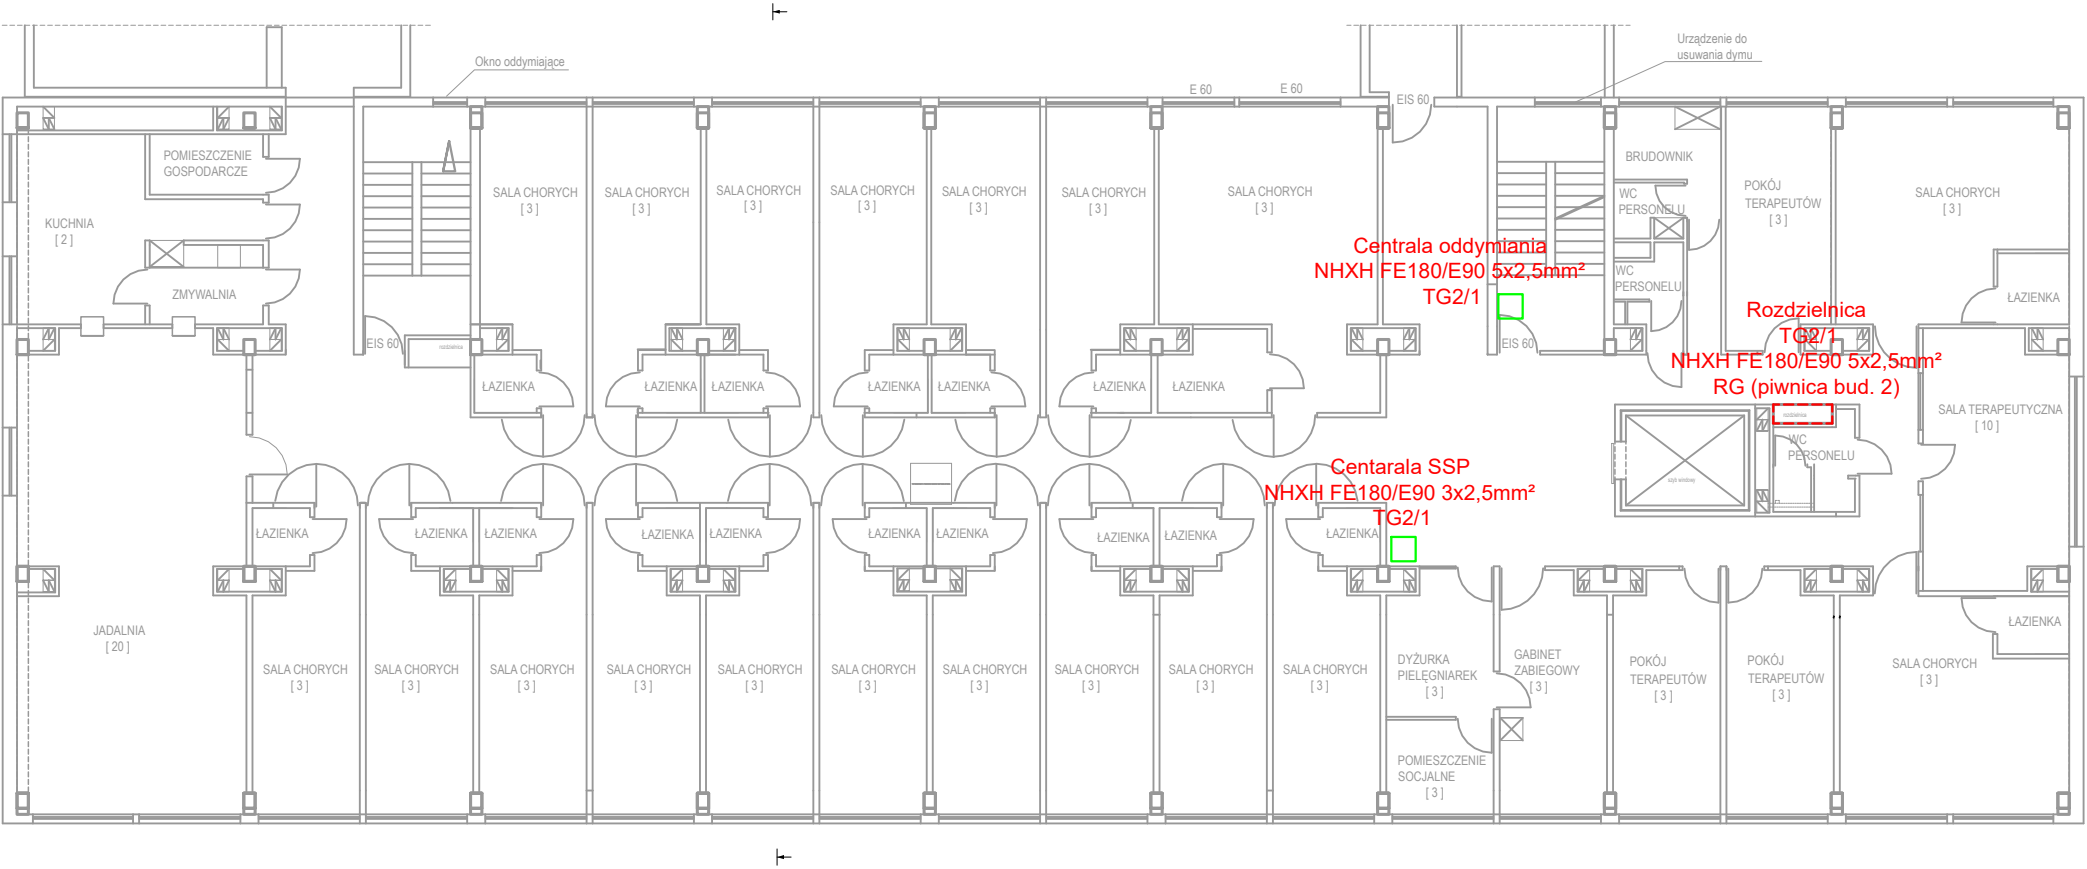 Urządzenie do
usuwania dymu
Okno oddymiające
E 60
E 60
EIS 60
POMIESZCZENIE
GOSPODARCZE
BRUDOWNIK
KUCHNIA
[ 2 ]
SALA CHORYCH
[ 3 ]
SALA CHORYCH
[ 3 ]
SALA CHORYCH
[ 3 ]
SALA CHORYCH
[ 3 ]
SALA CHORYCH
[ 3 ]
SALA CHORYCH
[ 3 ]
SALA CHORYCH
[ 3 ]
WC
PERSONELU
POKÓJ
TERAPEUTÓW
[ 3 ]
SALA CHORYCH
[ 3 ]
Centrala oddymiania
NHXH FE180/E90 5x2,5mm²
TG2/1
WC
PERSONELU
ZMYWALNIA
ŁAZIENKA
Rozdzielnica
TG2/1
NHXH FE180/E90 5x2,5mm²
RG (piwnica bud. 2)
EIS 60
rozdzielnica
EIS 60
ŁAZIENKA
ŁAZIENKA
ŁAZIENKA
ŁAZIENKA
ŁAZIENKA
ŁAZIENKA
ŁAZIENKA
rozdzielnica
SALA TERAPEUTYCZNA
[ 10 ]
WC
PERSONELU
szyb windowy
Centarala SSP
NHXH FE180/E90 3x2,5mm²
TG2/1
ŁAZIENKA
ŁAZIENKA
ŁAZIENKA
ŁAZIENKA
ŁAZIENKA
ŁAZIENKA
ŁAZIENKA
ŁAZIENKA
ŁAZIENKA
ŁAZIENKA
JADALNIA
[ 20 ]
ŁAZIENKA
SALA CHORYCH
[ 3 ]
SALA CHORYCH
[ 3 ]
SALA CHORYCH
[ 3 ]
SALA CHORYCH
[ 3 ]
SALA CHORYCH
[ 3 ]
SALA CHORYCH
[ 3 ]
SALA CHORYCH
[ 3 ]
SALA CHORYCH
[ 3 ]
SALA CHORYCH
[ 3 ]
SALA CHORYCH
[ 3 ]
DYŻURKA
PIELĘGNIAREK
[ 3 ]
GABINET
ZABIEGOWY
[ 3 ]
POKÓJ
TERAPEUTÓW
[ 3 ]
POKÓJ
TERAPEUTÓW
[ 3 ]
SALA CHORYCH
[ 3 ]
POMIESZCZENIE
SOCJALNE
[ 3 ]